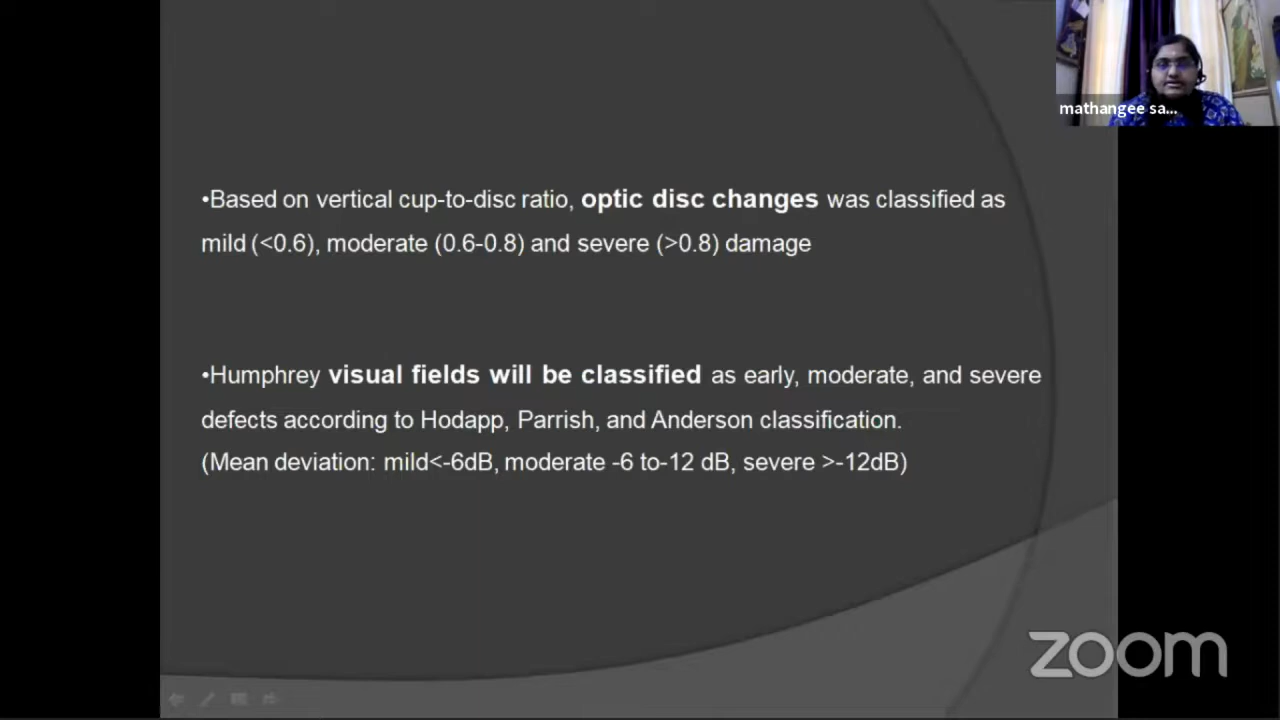 mathangee sa...
•Based on vertical cup-to-disc ratio, optic disc changes was classified as
mild (<0.6), moderate (0.6-0.8) and severe (>0.8) damage
•Humphrey visual fields will be classified as early, moderate, and severe
defects according to Hodapp, Parrish, and Anderson classification.
(Mean deviation: mild<-6dB, moderate -6 to-12 dB, severe >-12dB)
zoom